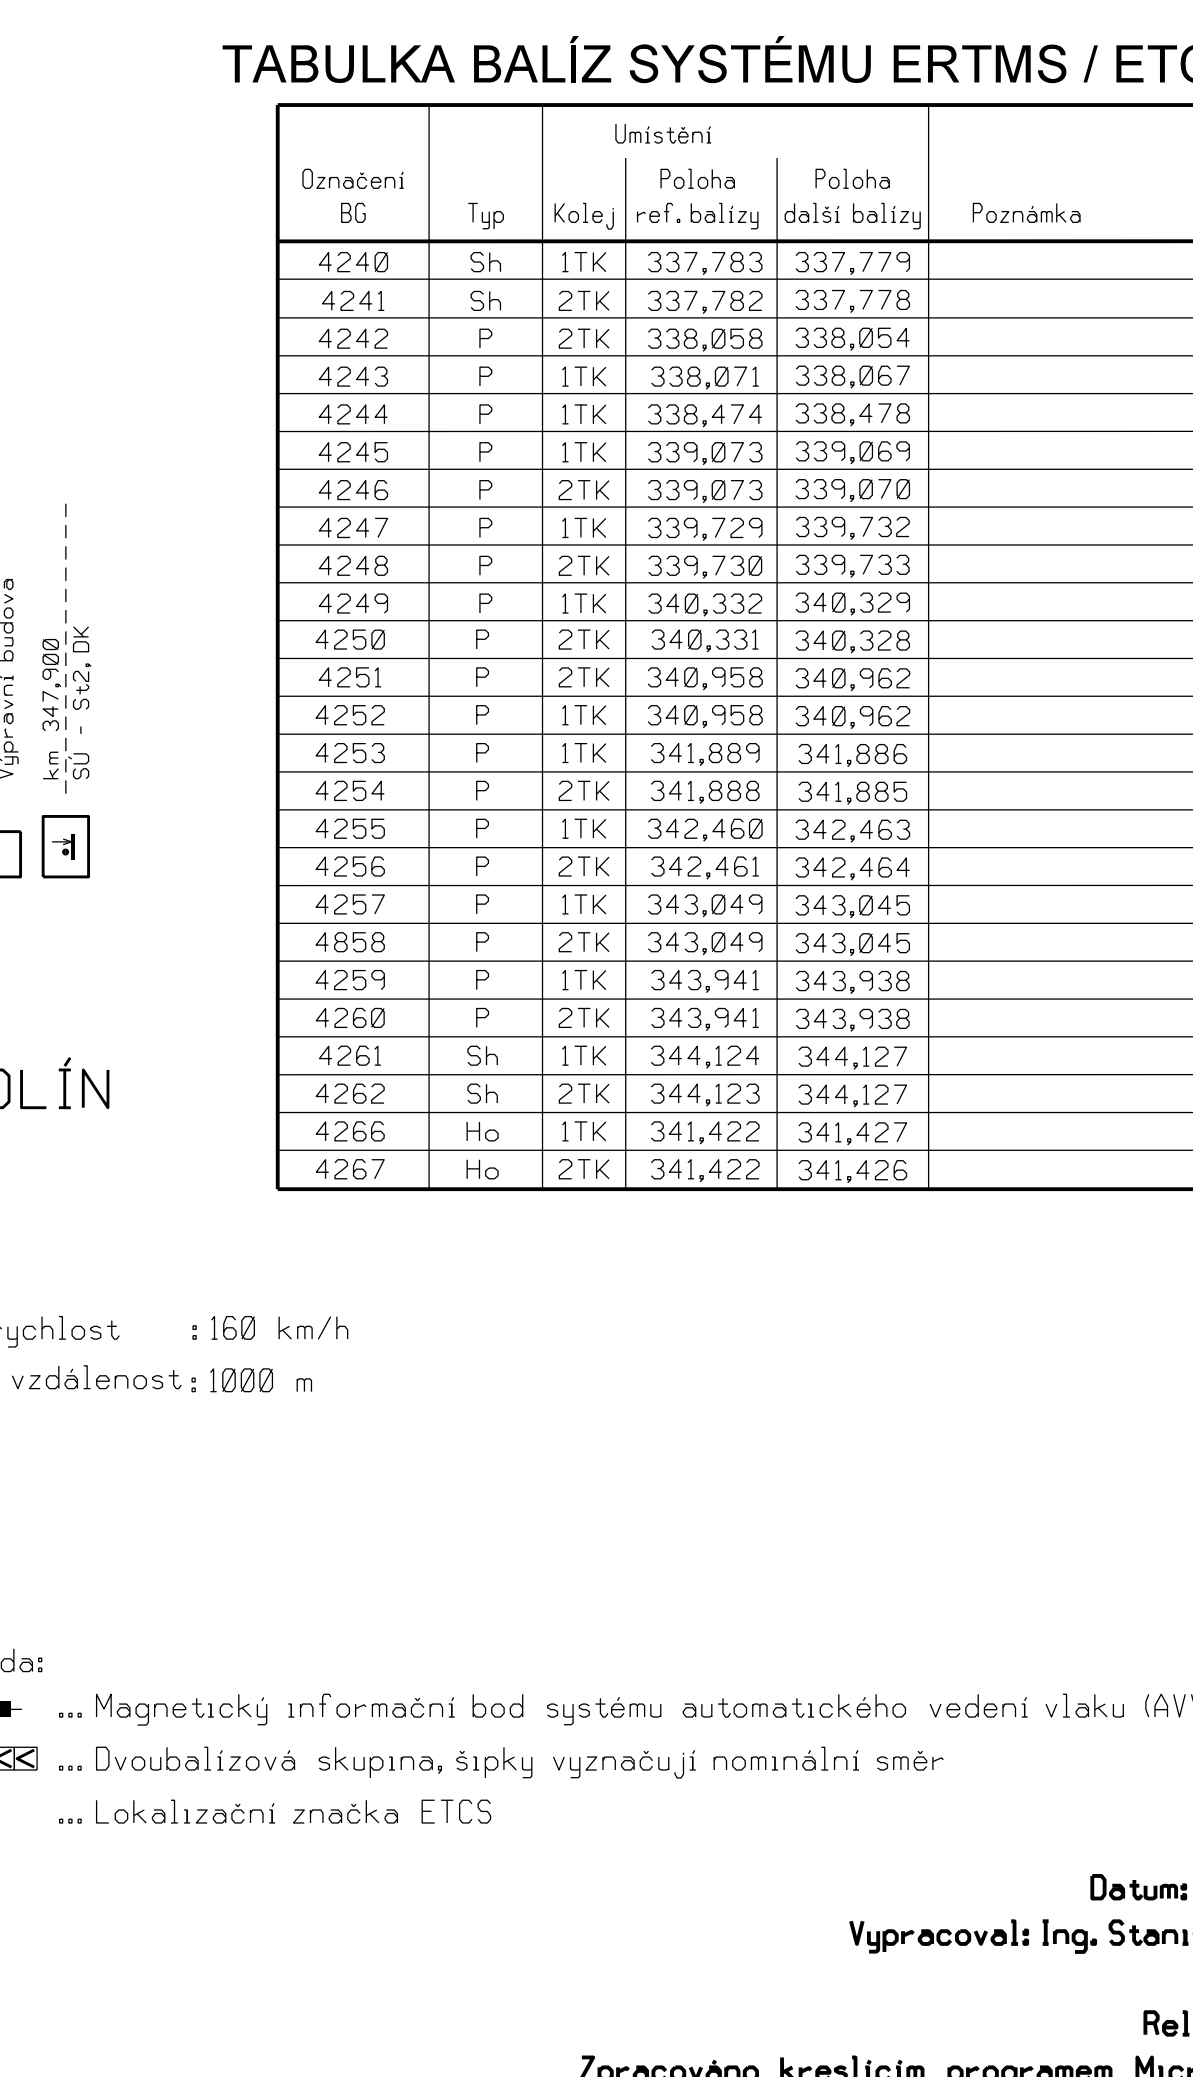 TABULKA BALÍZ SYSTÉMU ERTMS / ETC
Umístění
Označení BG Typ Kolej Poloha ref. balízy Poloha další balízy Poznámka
4240 Sh 1TK 337,783 337,779
4241 Sh 2TK 337,782 337,778
4242 P 2TK 338,058 338,054
4243 P 1TK 338,071 338,067
4244 P 1TK 338,474 338,478
4245 P 1TK 339,073 339,069
4246 P 2TK 339,073 339,070
4247 P 1TK 339,729 339,732
4248 P 2TK 339,730 339,733
4249 P 1TK 340,332 340,329
4250 P 2TK 340,331 340,328
4251 P 2TK 340,958 340,962
4252 P 1TK 340,958 340,962
4253 P 1TK 341,889 341,886
4254 P 2TK 341,888 341,885
4255 P 1TK 342,460 342,463
4256 P 2TK 342,461 342,464
4257 P 1TK 343,049 343,045
4858 P 2TK 343,049 343,045
4259 P 1TK 343,941 343,938
4260 P 2TK 343,941 343,938
4261 Sh 1TK 344,124 344,127
4262 Sh 2TK 344,123 344,127
4266 Ho 1TK 341,422 341,427
4267 Ho 2TK 341,422 341,426
Výpravní budova
km 347,900
SÚ - St2, DK
OLÍN
rychlost : 160 km/h
vzdálenost : 1000 m
da:
... Magnetický informační bod systému automatického vedení vlaku (AV
... Dvoubalízová skupina, šipky vyznačují nominální směr
... Lokalizační značka ETCS
Datum:
Vypracoval: Ing. Stani
Rel
Zpracováno kreslícím programem Micr